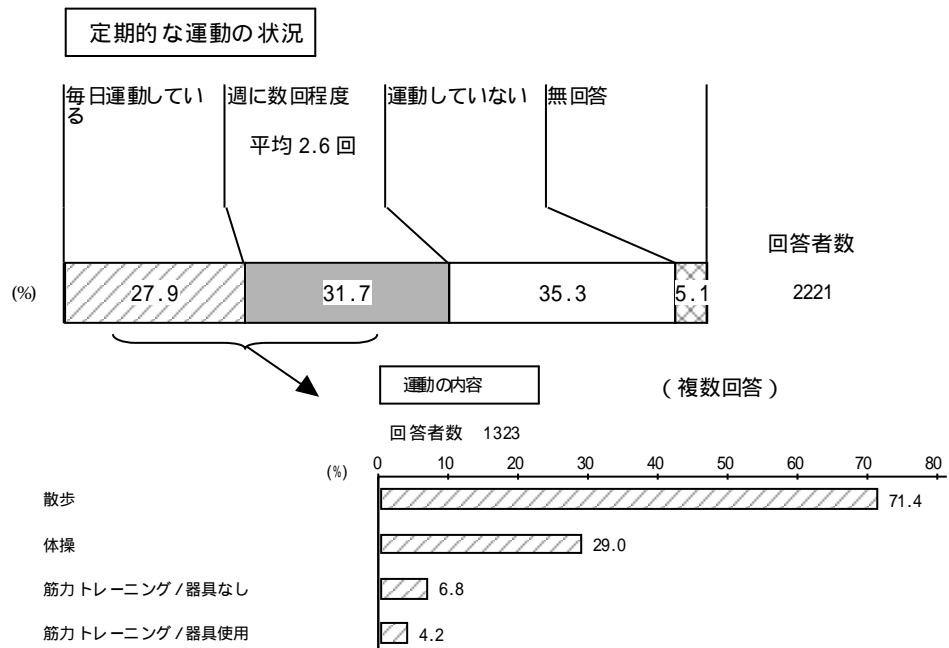 定期的な運動の状況
毎日運動してい
る
週に数回程度
平均 2.6 回
運動していない
無回答
回答者数
(%)
27.9
31.7
35.3
5.1
2221
運動の内容
(複数回答)
回答者数 1323
(%)
0 10 20 30 40 50 60 70 80
散歩
71.4
体操
29.0
筋力トレーニング/器具なし
6.8
筋力トレーニング/器具使用
4.2